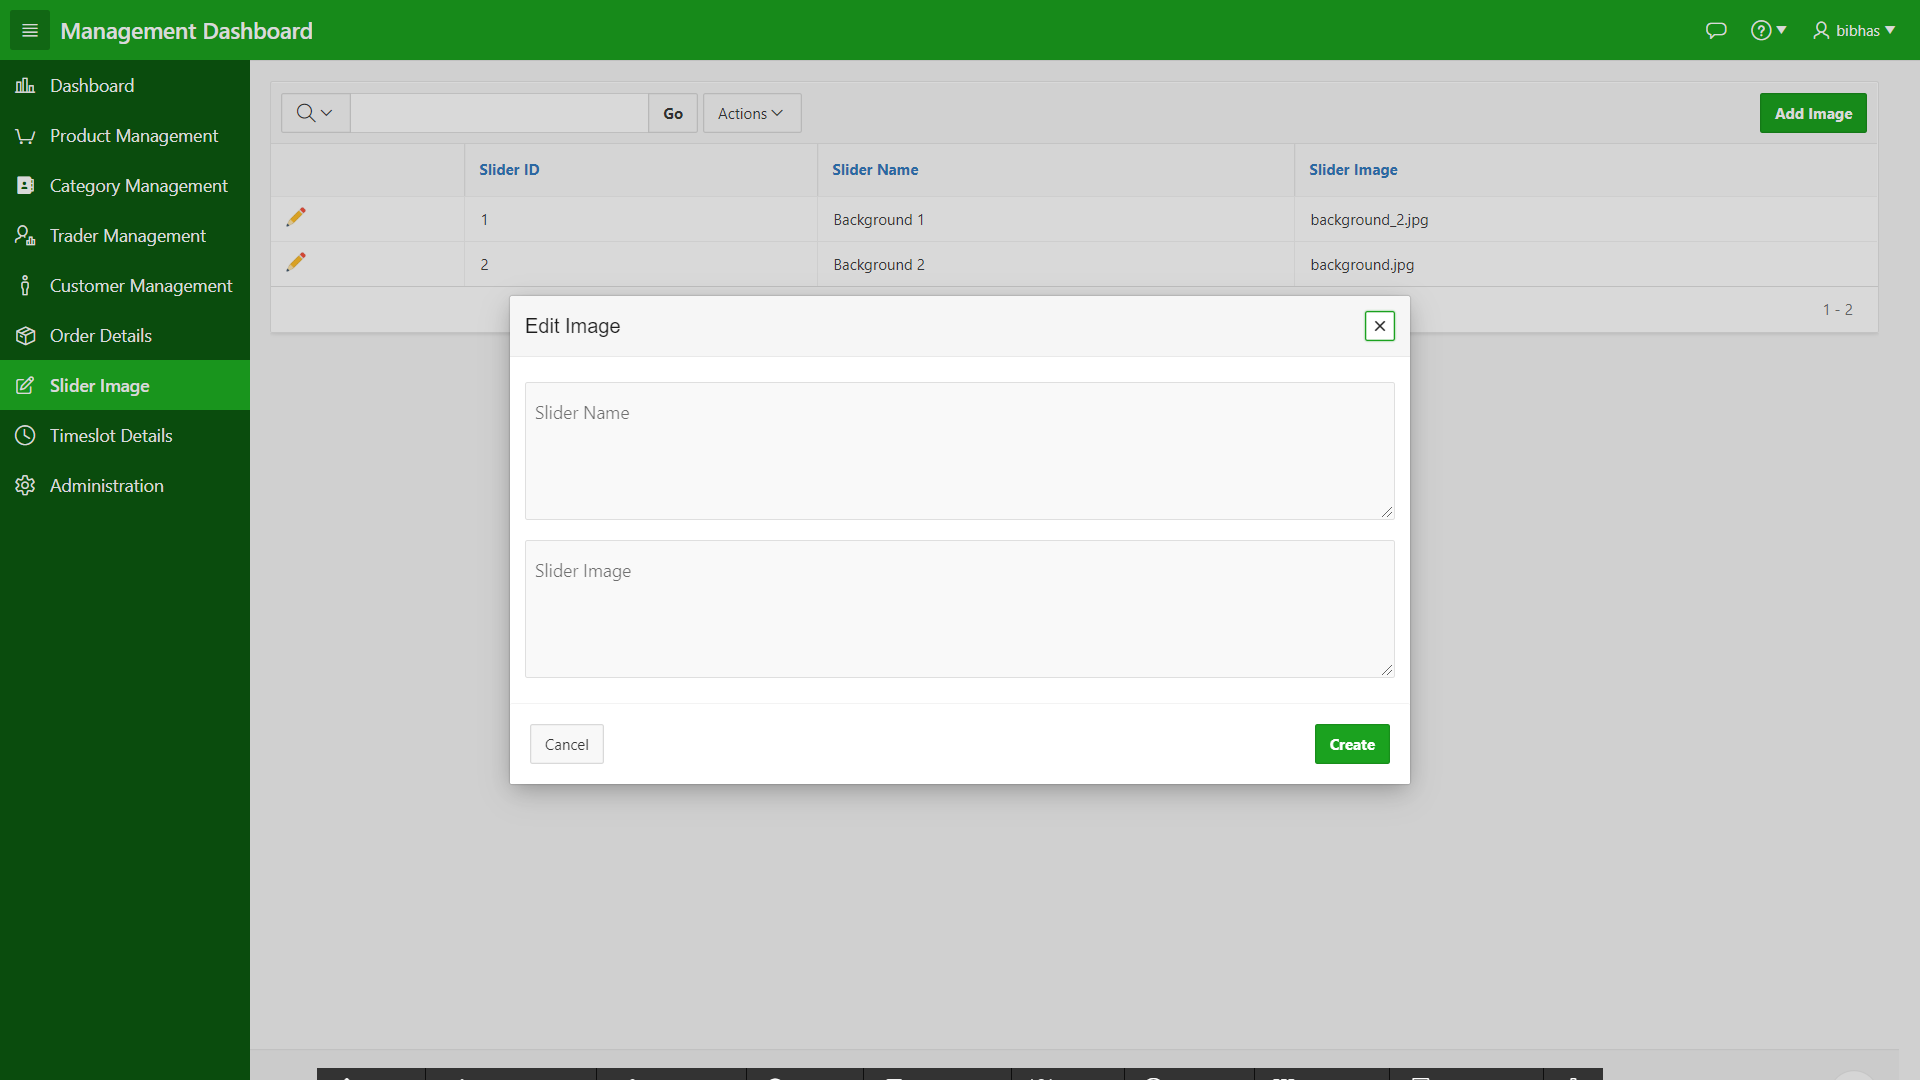 Management Dashboard
bibhas
Dashboard
Product Management
Category Management
Trader Management
Customer Management
Order Details
Slider Image
Timeslot Details
Administration
Go
Actions
Add Image
Slider ID
Slider Name
Slider Image
1
Background 1
background_2.jpg
2
Background 2
background.jpg
1 - 2
Edit Image
Slider Name
Slider Image
Cancel
Create